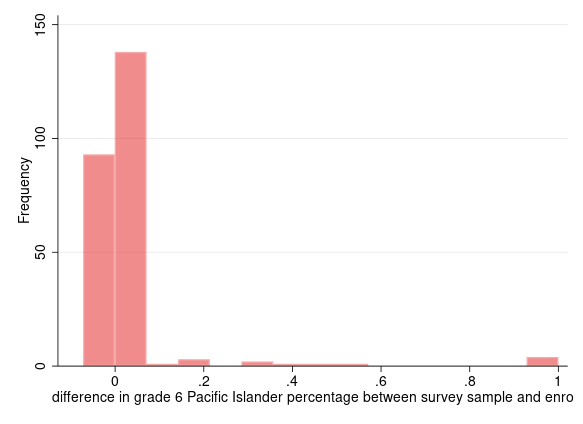 150
100
50
0
Frequency
0 .2 .4 .6 .8 1
difference in grade 6 Pacific Islander percentage between survey sample and enro